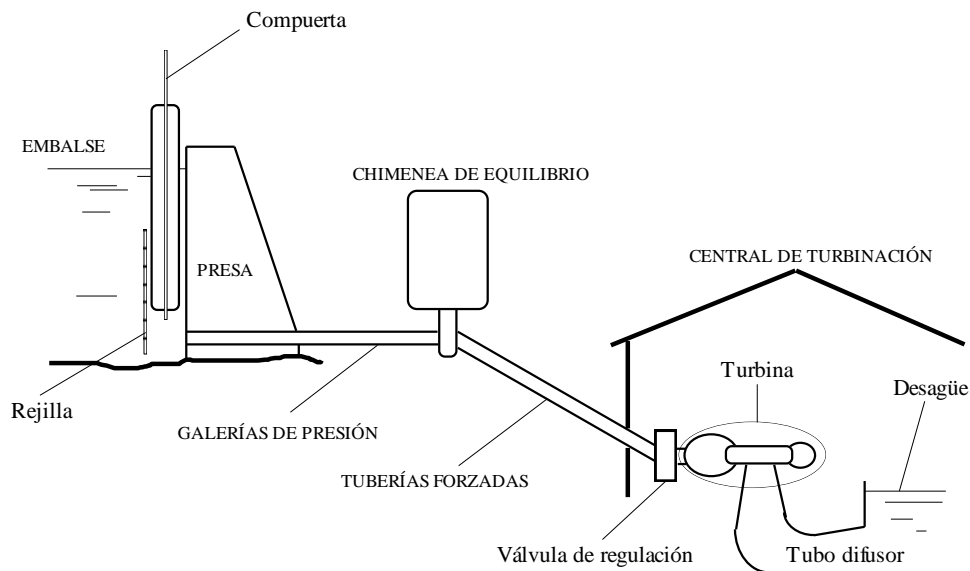 Compuerta
EMBALSE
CHIMENEA DE EQUILIBRIO
PRESA
CENTRAL DE TURBINACIÓN
Turbina
Desagüe
Rejilla
GALERÍAS DE PRESIÓN
TUBERÍAS FORZADAS
Válvula de regulación
Tubo difusor